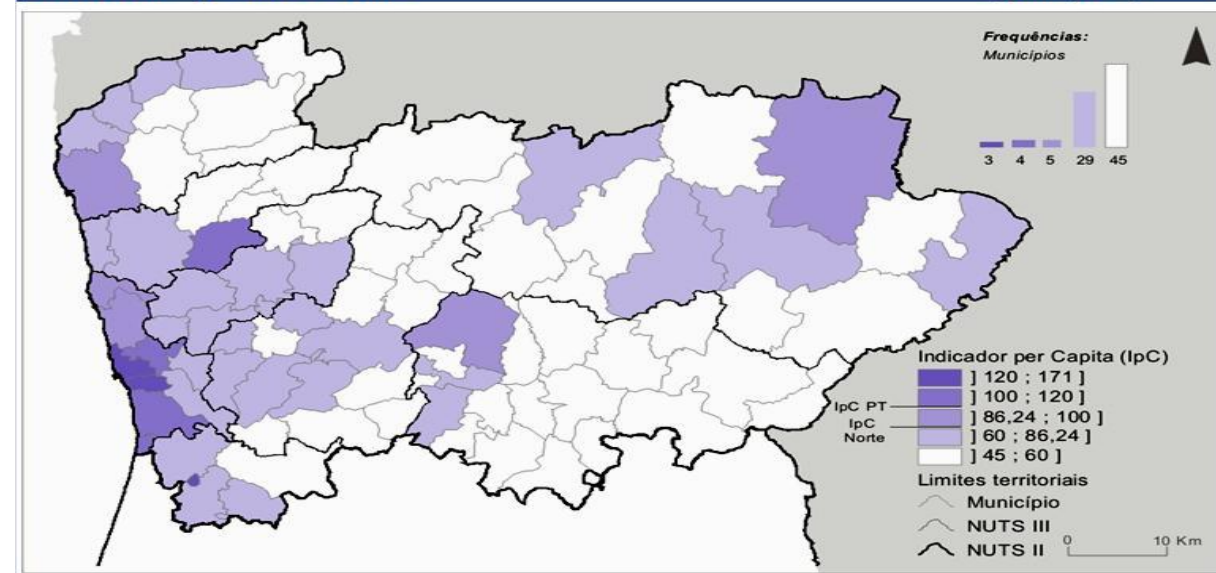 Frequências:
Municípios
3 4 5 29 45
Indicador per Capita (IpC)
] 120 ; 171 ]
] 100 ; 120 ]
IpC PT
] 86,24 ; 100 ]
IpC
Norte
] 60 ; 86,24 ]
] 45 ; 60 ]
Limites territoriais
Município
NUTS III
NUTS II
0 10 Km